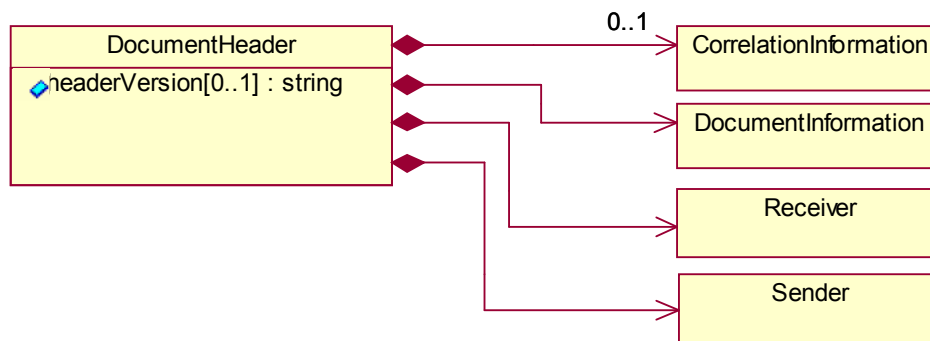 DocumentHeader
headerVersion[0..1] : string
0..1
CorrelationInformation
DocumentInformation
Receiver
Sender